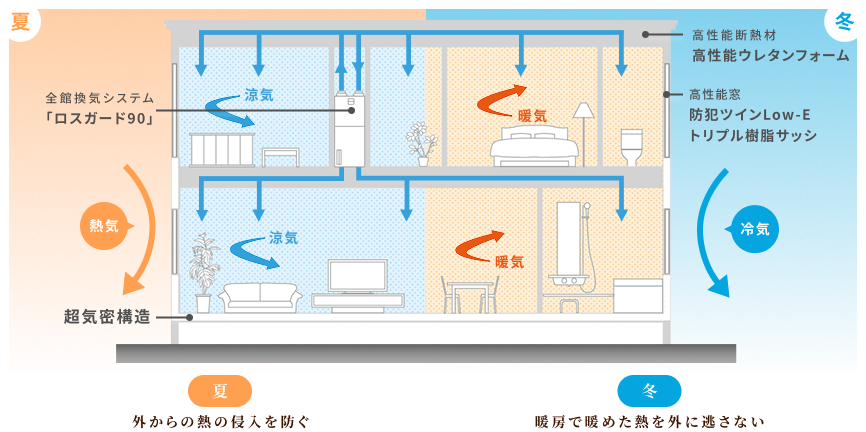 夏
冬
高性能断熱材
高性能ウレタンフォーム
全館換気システム
「ロスガード90」
涼気
暖気
高性能窓
防犯ツインLow-E
トリプル樹脂サッシ
熱気
涼気
暖気
冷気
超気密構造
夏
冬
外からの熱の侵入を防ぐ
暖房で暖めた熱を外に逃さない